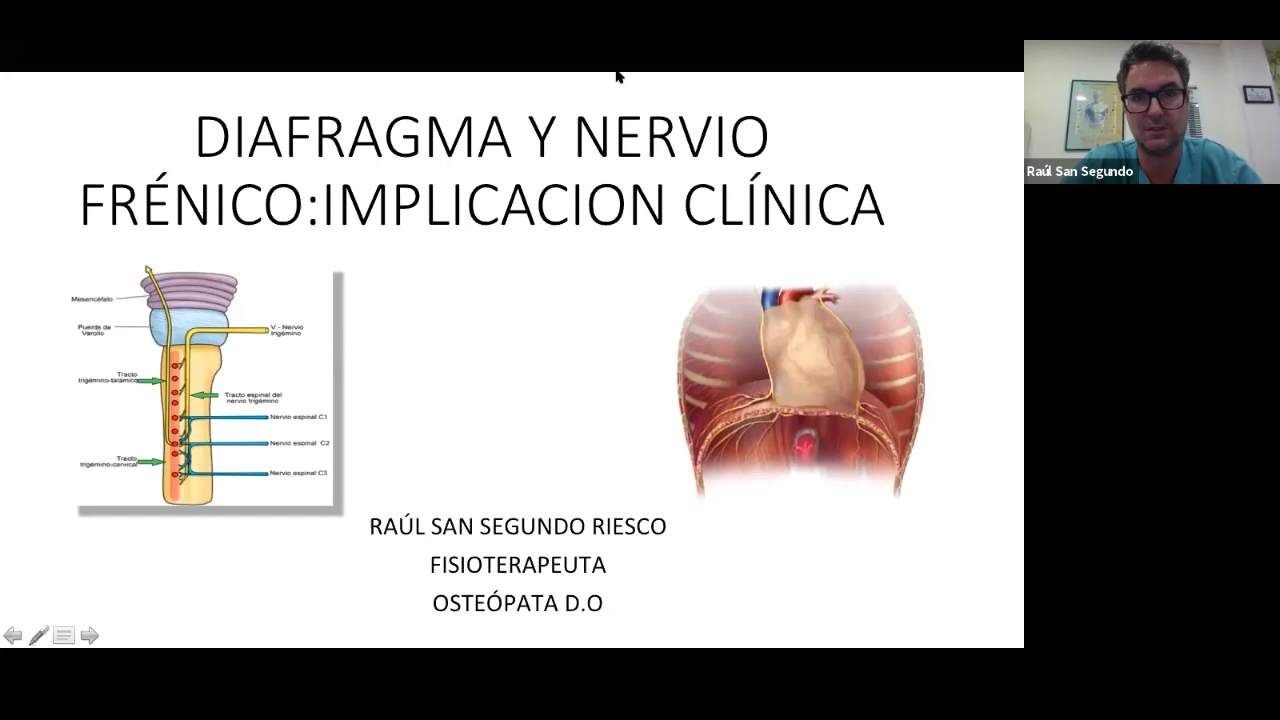 DIAFRAGMA Y NERVIO
FRÉNICO:IMPLICACION CLÍNICA
Mesencéfalo
Puente de
Varolio
V - Nervio
trigémino
Tracto
trigémino-talámico
Tracto espinal del
nervio trigémino
Nervio espinal C1
Nervio espinal C2
Tracto
trigémino-cervical
Nervio espinal C3
RAÚL SAN SEGUNDO RIESCO
FISIOTERAPEUTA
OSTEÓPATA D.O
Raúl San Segundo